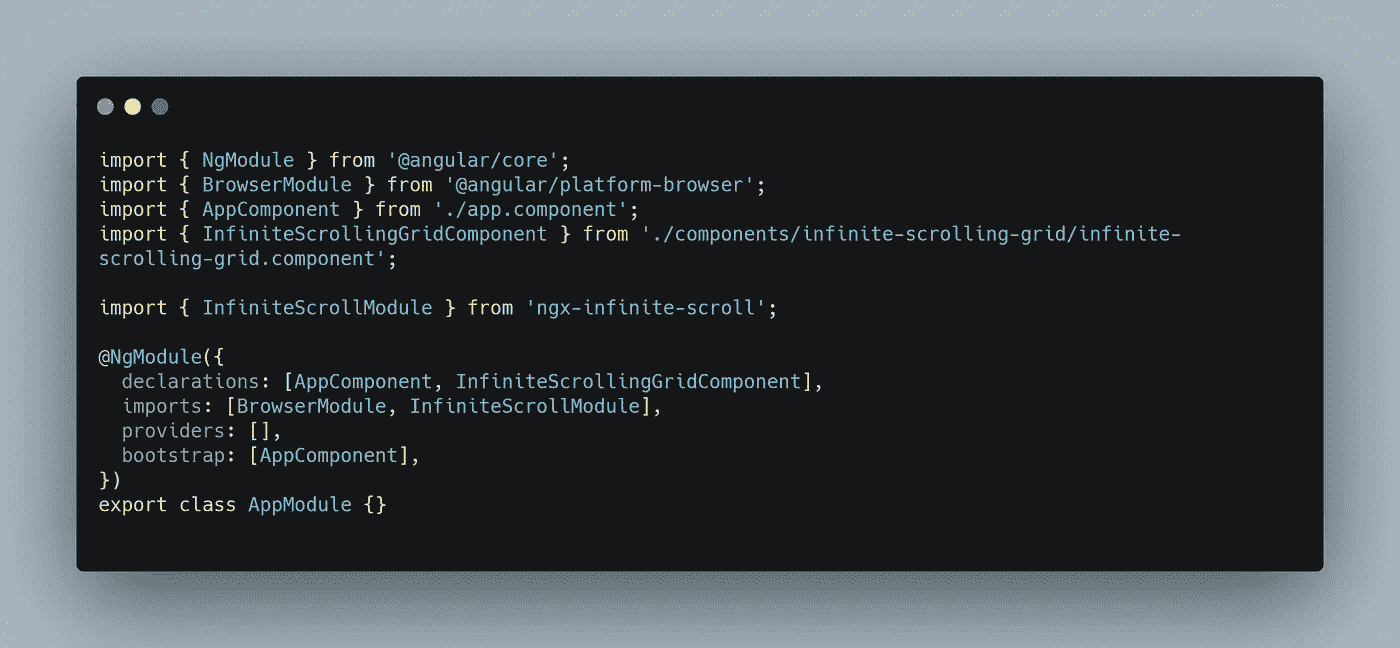 import { NgModule } from '@angular/core';
import { BrowserModule } from '@angular/platform-browser';
import { AppComponent } from './app.component';
import { InfiniteScrollingGridComponent } from './components/infinite-scrolling-grid/infinite-
scrolling-grid.component';
import { InfiniteScrollModule } from 'ngx-infinite-scroll';
@NgModule({
  declarations: [AppComponent, InfiniteScrollingGridComponent],
  imports: [BrowserModule, InfiniteScrollModule],
  providers: [],
  bootstrap: [AppComponent],
})
export class AppModule {}